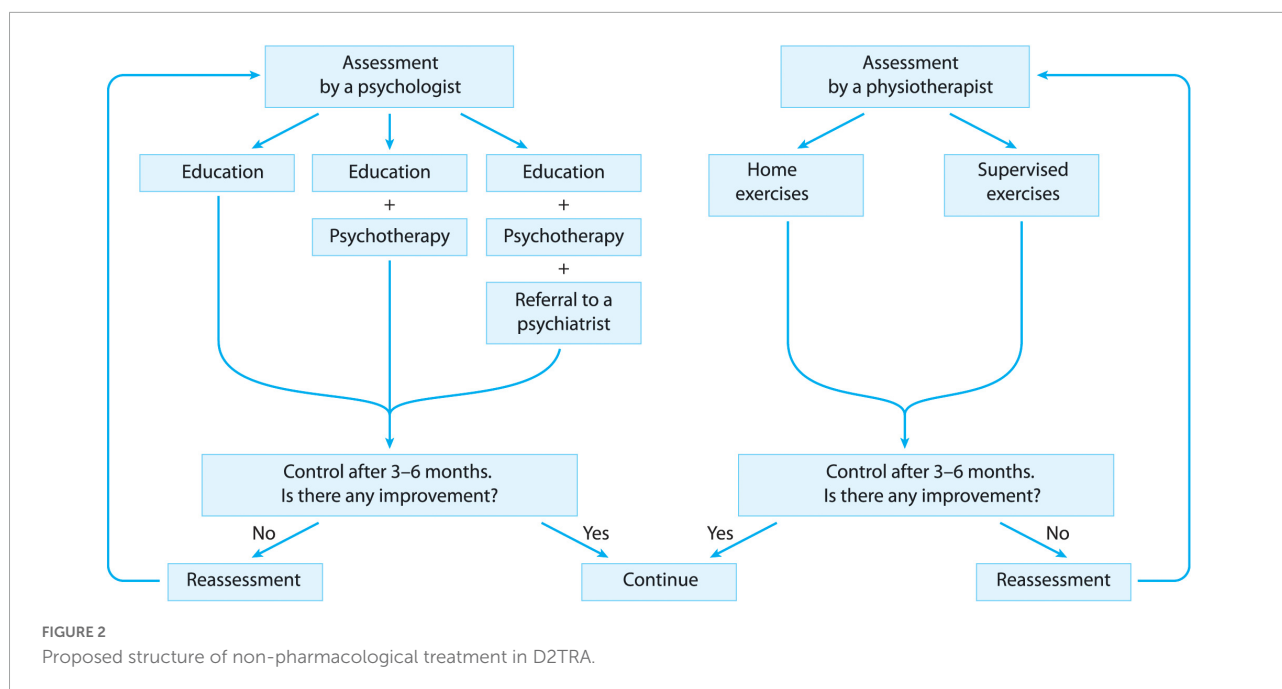 Assessment
by a psychologist
Education
Education
+
Psychotherapy
Education
+
Psychotherapy
+
Referral to a
psychiatrist
Control after 3–6 months.
Is there any improvement?
No
Yes
Reassessment
Continue
Assessment
by a physiotherapist
Home
exercises
Supervised
exercises
Control after 3–6 months.
Is there any improvement?
Yes
No
Reassessment
FIGURE 2
Proposed structure of non-pharmacological treatment in D2TRA.